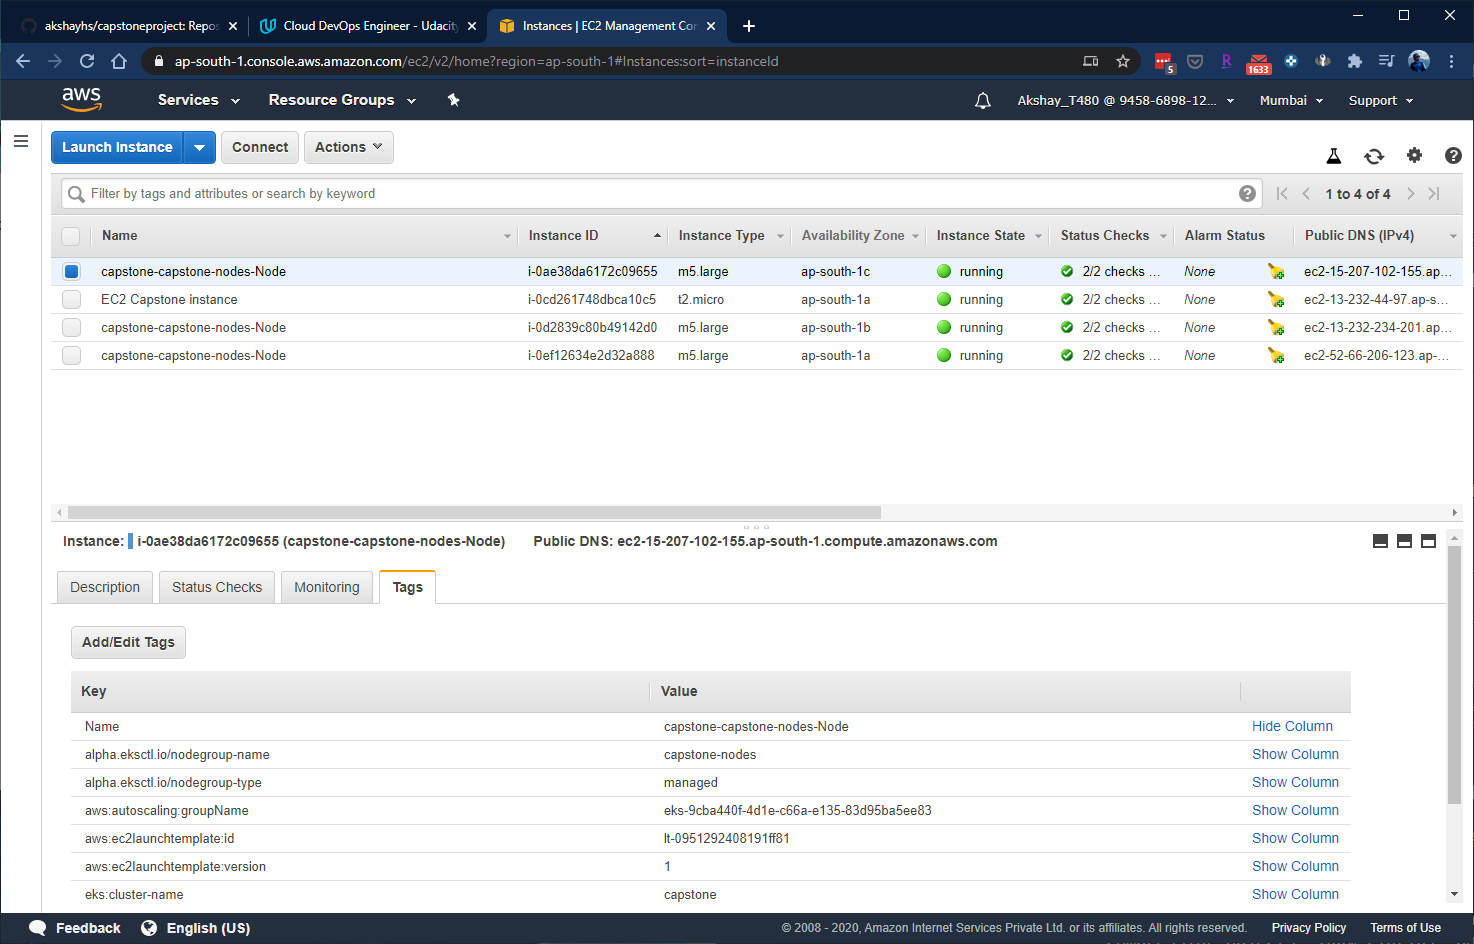 akshayhs/capstoneproject: Repos
Cloud DevOps Engineer - Udacity
Instances | EC2 Management Con
ap-south-1.console.aws.amazon.com/ec2/v2/home?region=ap-south-1#Instances:sort=instanceId
5
R
1633
aws
Services
Resource Groups
Akshay_T480 @ 9458-6898-12...
Mumbai
Support
Launch Instance
Connect
Actions
Filter by tags and attributes or search by keyword
1 to 4 of 4
Name Instance ID Instance Type Availability Zone Instance State Status Checks Alarm Status Public DNS (IPv4)
capstone-capstone-nodes-Node i-0ae38da6172c09655 m5.large ap-south-1c running 2/2 checks ... None ec2-15-207-102-155.ap...
EC2 Capstone instance i-0cd261748dbca10c5 t2.micro ap-south-1a running 2/2 checks ... None ec2-13-232-44-97.ap-s...
capstone-capstone-nodes-Node i-0d2839c80b49142d0 m5.large ap-south-1b running 2/2 checks ... None ec2-13-232-234-201.ap...
capstone-capstone-nodes-Node i-0ef12634e2d32a888 m5.large ap-south-1a running 2/2 checks ... None ec2-52-66-206-123.ap-...
Instance: i-0ae38da6172c09655 (capstone-capstone-nodes-Node) Public DNS: ec2-15-207-102-155.ap-south-1.compute.amazonaws.com
Description
Status Checks
Monitoring
Tags
Add/Edit Tags
Key Value
Name capstone-capstone-nodes-Node Hide Column
alpha.eksctl.io/nodegroup-name capstone-nodes Show Column
alpha.eksctl.io/nodegroup-type managed Show Column
aws:autoscaling:groupName eks-9cba440f-4d1e-c66a-e135-83d95ba5ee83 Show Column
aws:ec2launchtemplate:id lt-0951292408191ff81 Show Column
aws:ec2launchtemplate:version 1 Show Column
eks:cluster-name capstone Show Column
Feedback
English (US)
© 2008 - 2020, Amazon Internet Services Private Ltd. or its affiliates. All rights reserved.
Privacy Policy
Terms of Use